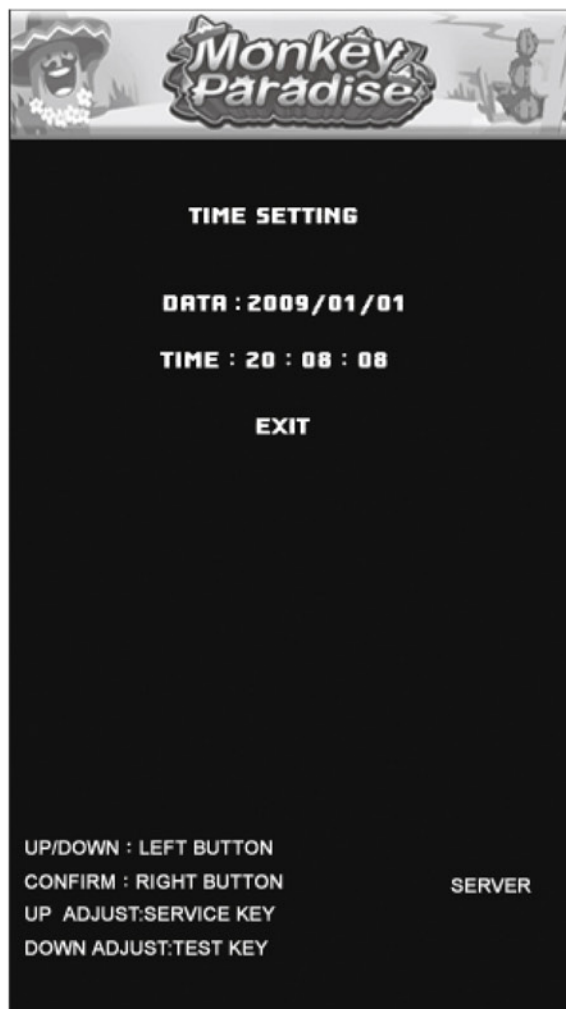 Monkey
Paradise
TIME SETTING
DATA : 2009/01/01
TIME : 20 : 08 : 08
EXIT
UP/DOWN : LEFT BUTTON
CONFIRM : RIGHT BUTTON
SERVER
UP ADJUST:SERVICE KEY
DOWN ADJUST:TEST KEY